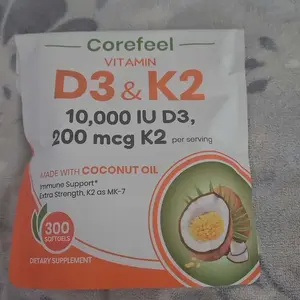 Corefeel
VITAMIN
D3 & K2
10,000 IU D3,
200 mcg K2 per serving
MADE WITH COCONUT OIL
Immune Support*
Extra Strength, K2 as MK-7
300
SOFTGELS
DIETARY SUPPLEMENT